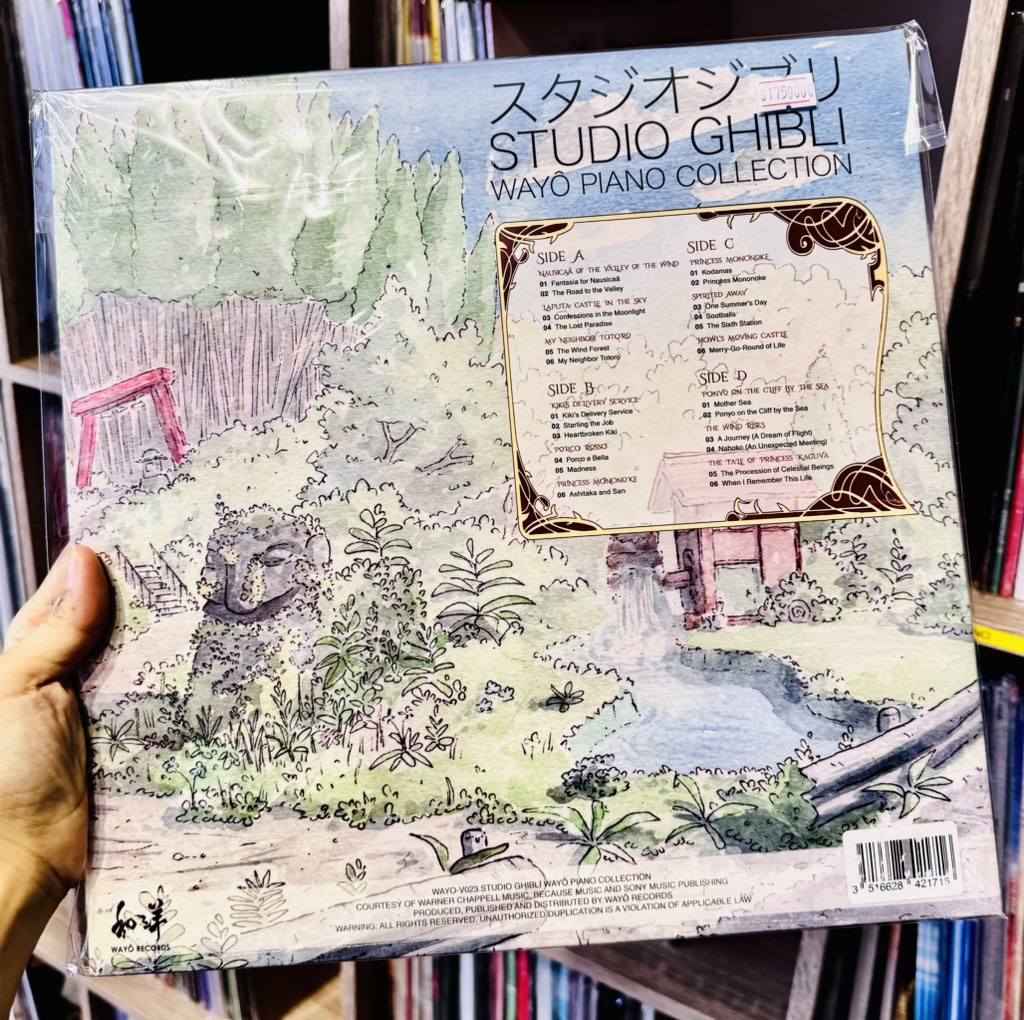 スタジオジブリ
$1750000
STUDIO GHIBLI
WAYÔ PIANO COLLECTION
SIDE A
NAUSICAÄ OF THE VALLEY OF THE WIND
01 Fantasia for Nausicaä
02 The Road to the Valley
LAPUTA: CASTLE IN THE SKY
03 Confessions in the Moonlight
04 The Lost Paradise
MY NEIGHBOR TOTORO
05 The Wind Forest
06 My Neighbor Totoro
SIDE B
KIKI'S DELIVERY SERVICE
01 Kiki's Delivery Service
02 Starting the Job
03 Heartbroken Kiki
PORCO ROSSO
04 Porco e Bella
05 Madness
PRINCESS MONONOKE
06 Ashitaka and San
SIDE C
PRINCESS MONONOKE
01 Kodamas
02 Princess Mononoke
SPIRITED AWAY
03 One Summer's Day
04 Sootballs
05 The Sixth Station
HOWL'S MOVING CASTLE
06 Merry-Go-Round of Life
SIDE D
PONYO ON THE CLIFF BY THE SEA
01 Mother Sea
02 Ponyo on the Cliff by the Sea
THE WIND RISES
03 A Journey (A Dream of Flight)
04 Nahoko (An Unexpected Meeting)
THE TALE OF PRINCESS KAGUYA
05 The Procession of Celestial Beings
06 When I Remember This Life
WAYO-V023 STUDIO GHIBLI WAYÔ PIANO COLLECTION
COURTESY OF WARNER CHAPPELL MUSIC, BECAUSE MUSIC AND SONY MUSIC PUBLISHING
PRODUCED, PUBLISHED AND DISTRIBUTED BY WAYÔ RECORDS
WARNING: ALL RIGHTS RESERVED. UNAUTHORIZED DUPLICATION IS A VIOLATION OF APPLICABLE LAW
和洋
WAYÔ RECORDS
3 516628 421715